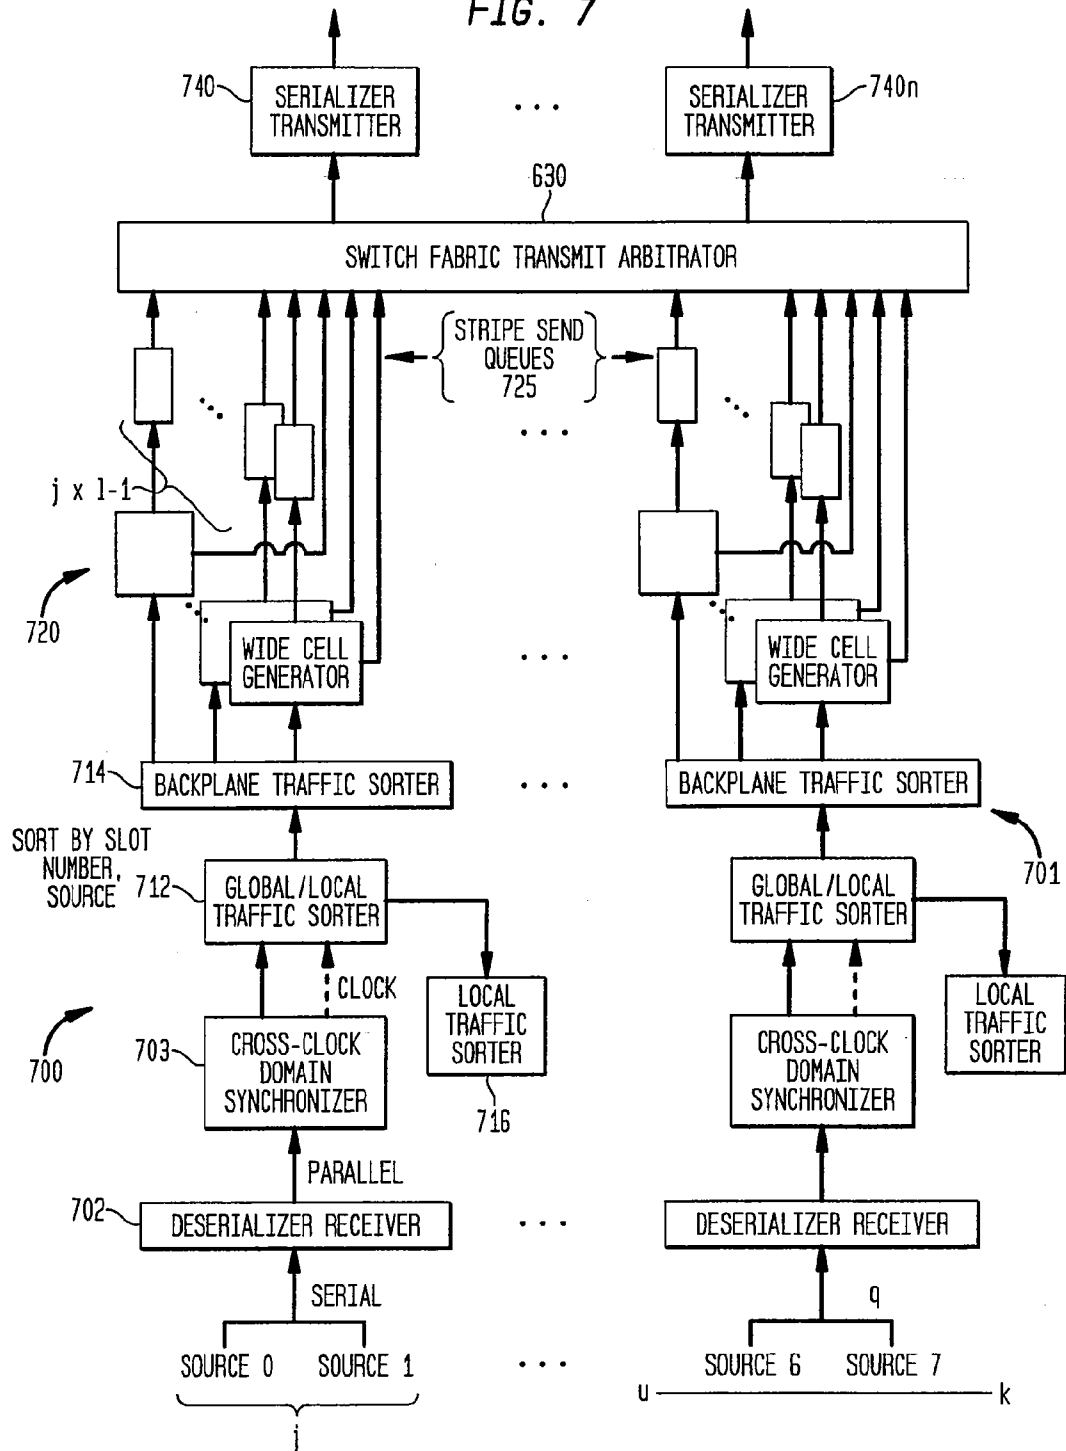 FIG. 7
740
SERIALIZER
TRANSMITTER
...
SERIALIZER
TRANSMITTER
740n
630
SWITCH FABRIC TRANSMIT ARBITRATOR
STRIPE SEND
QUEUES
725
...
j x l-1
720
WIDE CELL
GENERATOR
...
WIDE CELL
GENERATOR
714
BACKPLANE TRAFFIC SORTER
...
BACKPLANE TRAFFIC SORTER
701
SORT BY SLOT
NUMBER,
SOURCE
712
GLOBAL/LOCAL
TRAFFIC SORTER
GLOBAL/LOCAL
TRAFFIC SORTER
CLOCK
LOCAL
TRAFFIC
SORTER
716
LOCAL
TRAFFIC
SORTER
700
703
CROSS-CLOCK
DOMAIN
SYNCHRONIZER
CROSS-CLOCK
DOMAIN
SYNCHRONIZER
PARALLEL
702
DESERIALIZER RECEIVER
...
DESERIALIZER RECEIVER
SERIAL
q
SOURCE 0
SOURCE 1
...
SOURCE 6
SOURCE 7
j
u
k